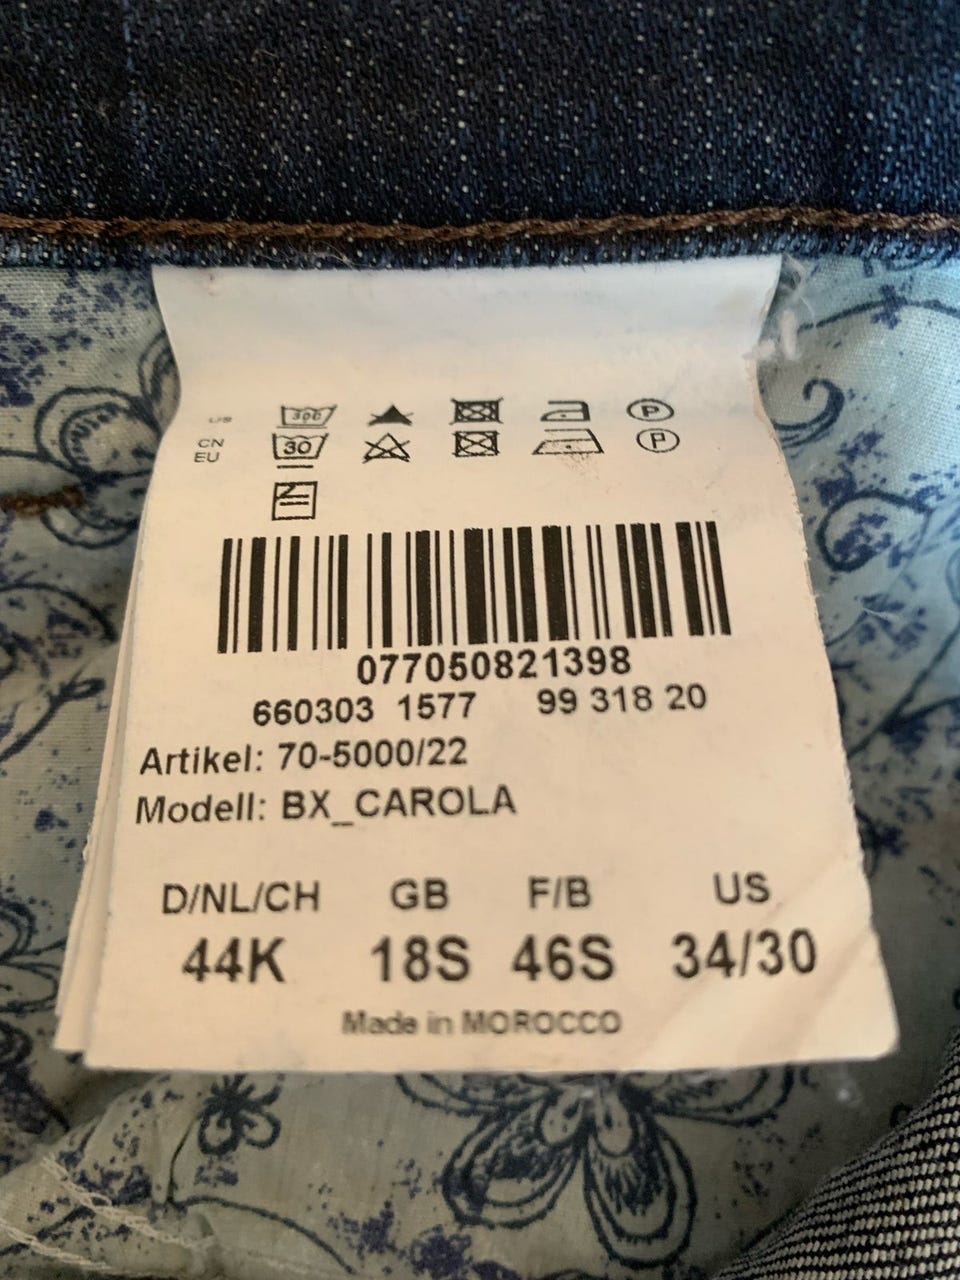 US 300 P
CN
EU 30 P
077050821398
660303 1577 99 318 20
Artikel: 70-5000/22
Modell: BX_CAROLA
D/NL/CH GB F/B US
44K 18S 46S 34/30
Made in MOROCCO